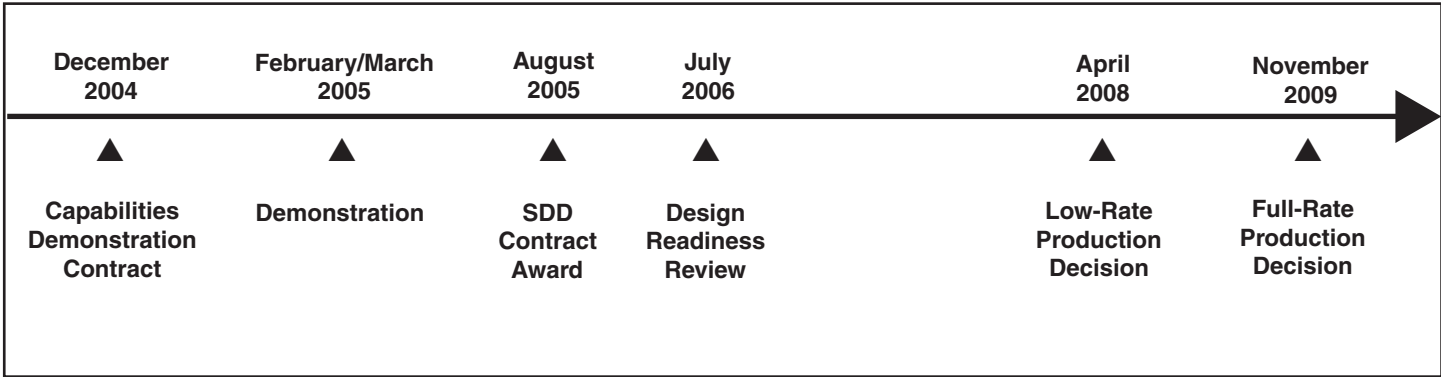 December
2004
February/March
2005
August
2005
July
2006
April
2008
November
2009
Capabilities
Demonstration
Contract
Demonstration
SDD
Contract
Award
Design
Readiness
Review
Low-Rate
Production
Decision
Full-Rate
Production
Decision